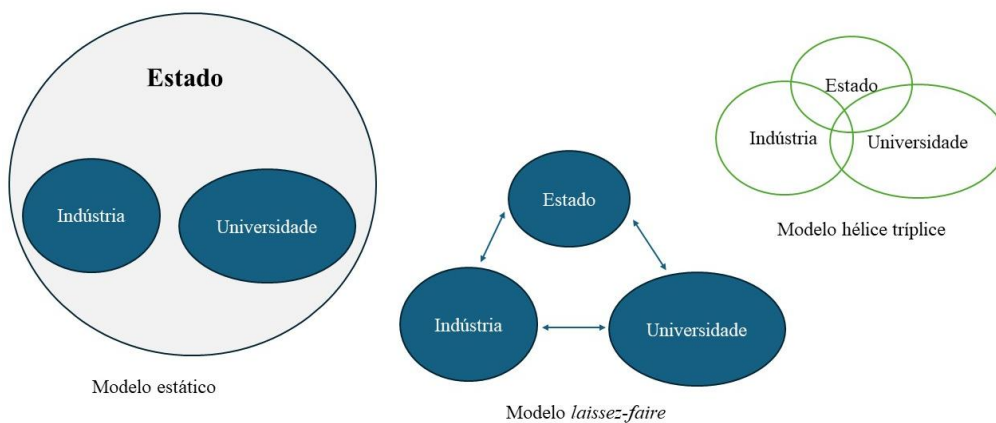 Estado
Indústria
Universidade
Modelo estático
Estado
Indústria
Universidade
Modelo laissez-faire
Estado
Indústria
Universidade
Modelo hélice tríplice